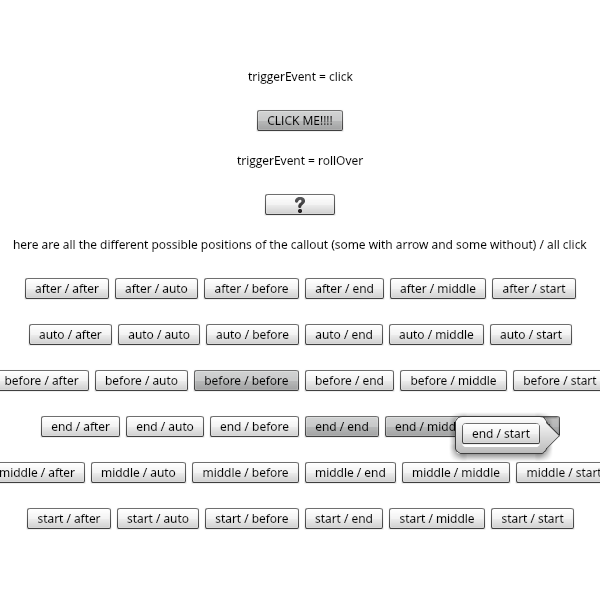 triggerEvent = click
CLICK ME!!!!
triggerEvent = rollOver
?
here are all the different possible positions of the callout (some with arrow and some without) / all click
after / after after / auto after / before after / end after / middle after / start
auto / after auto / auto auto / before auto / end auto / middle auto / start
before / after before / auto before / before before / end before / middle before / start
end / after end / auto end / before end / end end / midd end / start
middle / after middle / auto middle / before middle / end middle / middle middle / start
start / after start / auto start / before start / end start / middle start / start